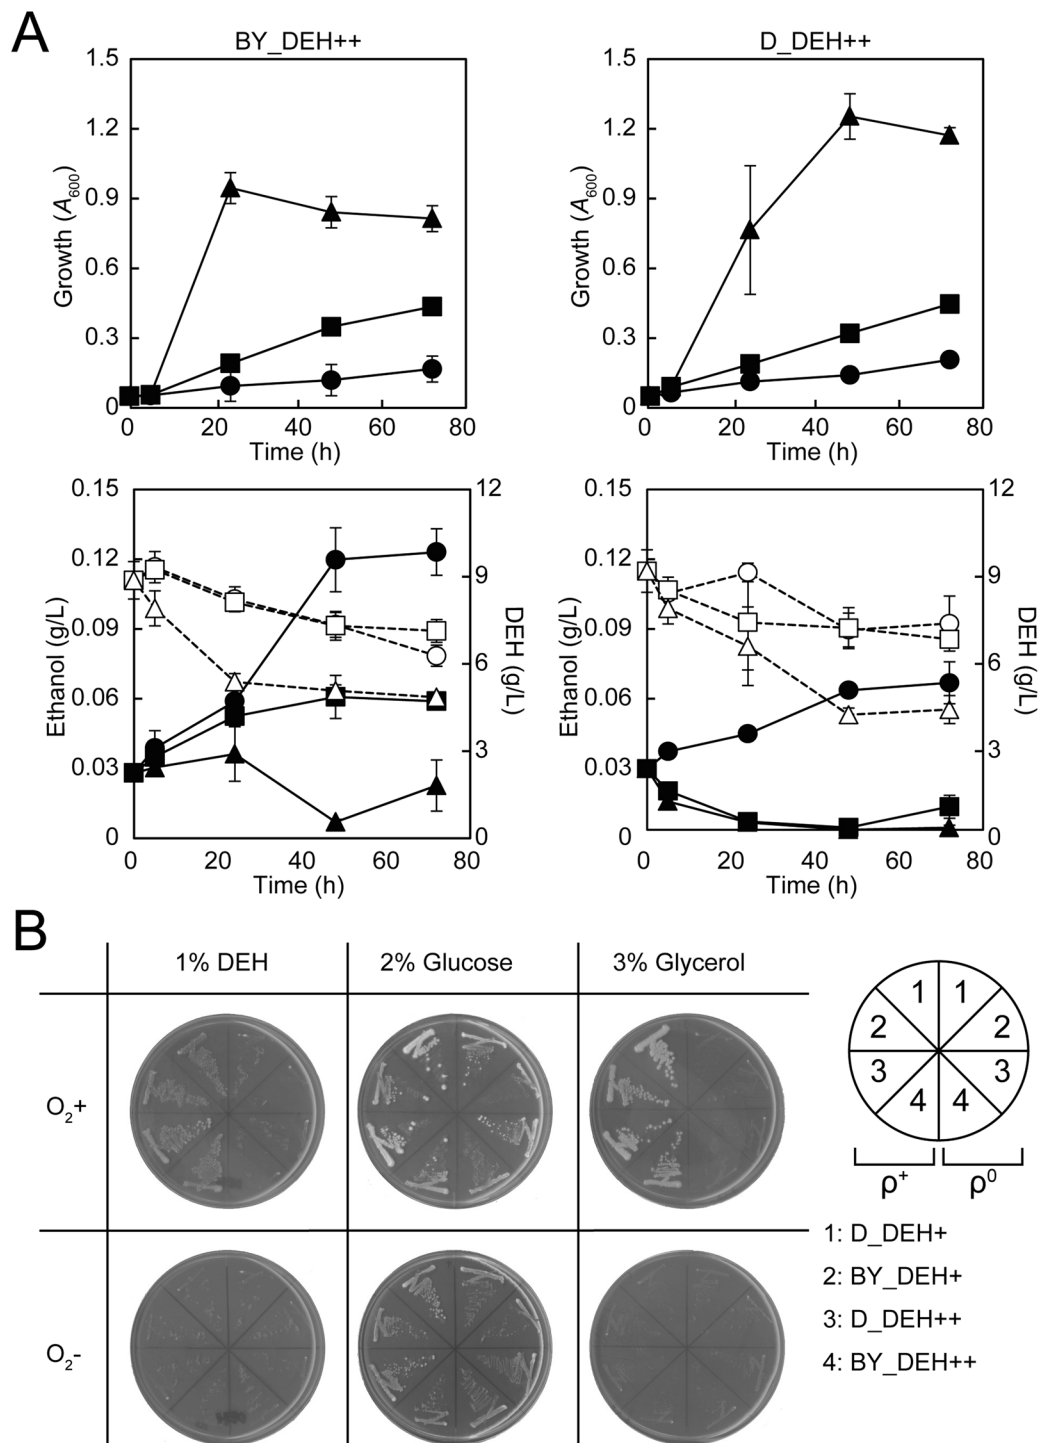 A
BY_DEH++
D_DEH++
1.5
1.2
0.9
0.6
0.3
0
Growth (A600)
0 20 40 60 80
Time (h)
1.5
1.2
0.9
0.6
0.3
0
Growth (A600)
0 20 40 60 80
Time (h)
0.15
0.12
0.09
0.06
0.03
0
Ethanol (g/L)
12
9
6
3
0
DEH (g/L)
0 20 40 60 80
Time (h)
0.15
0.12
0.09
0.06
0.03
0
Ethanol (g/L)
12
9
6
3
0
DEH (g/L)
0 20 40 60 80
Time (h)
B
1% DEH
2% Glucose
3% Glycerol
O2+
O2-
1 1
2 2
3 3
4 4
ρ+ ρ0
1: D_DEH+
2: BY_DEH+
3: D_DEH++
4: BY_DEH++